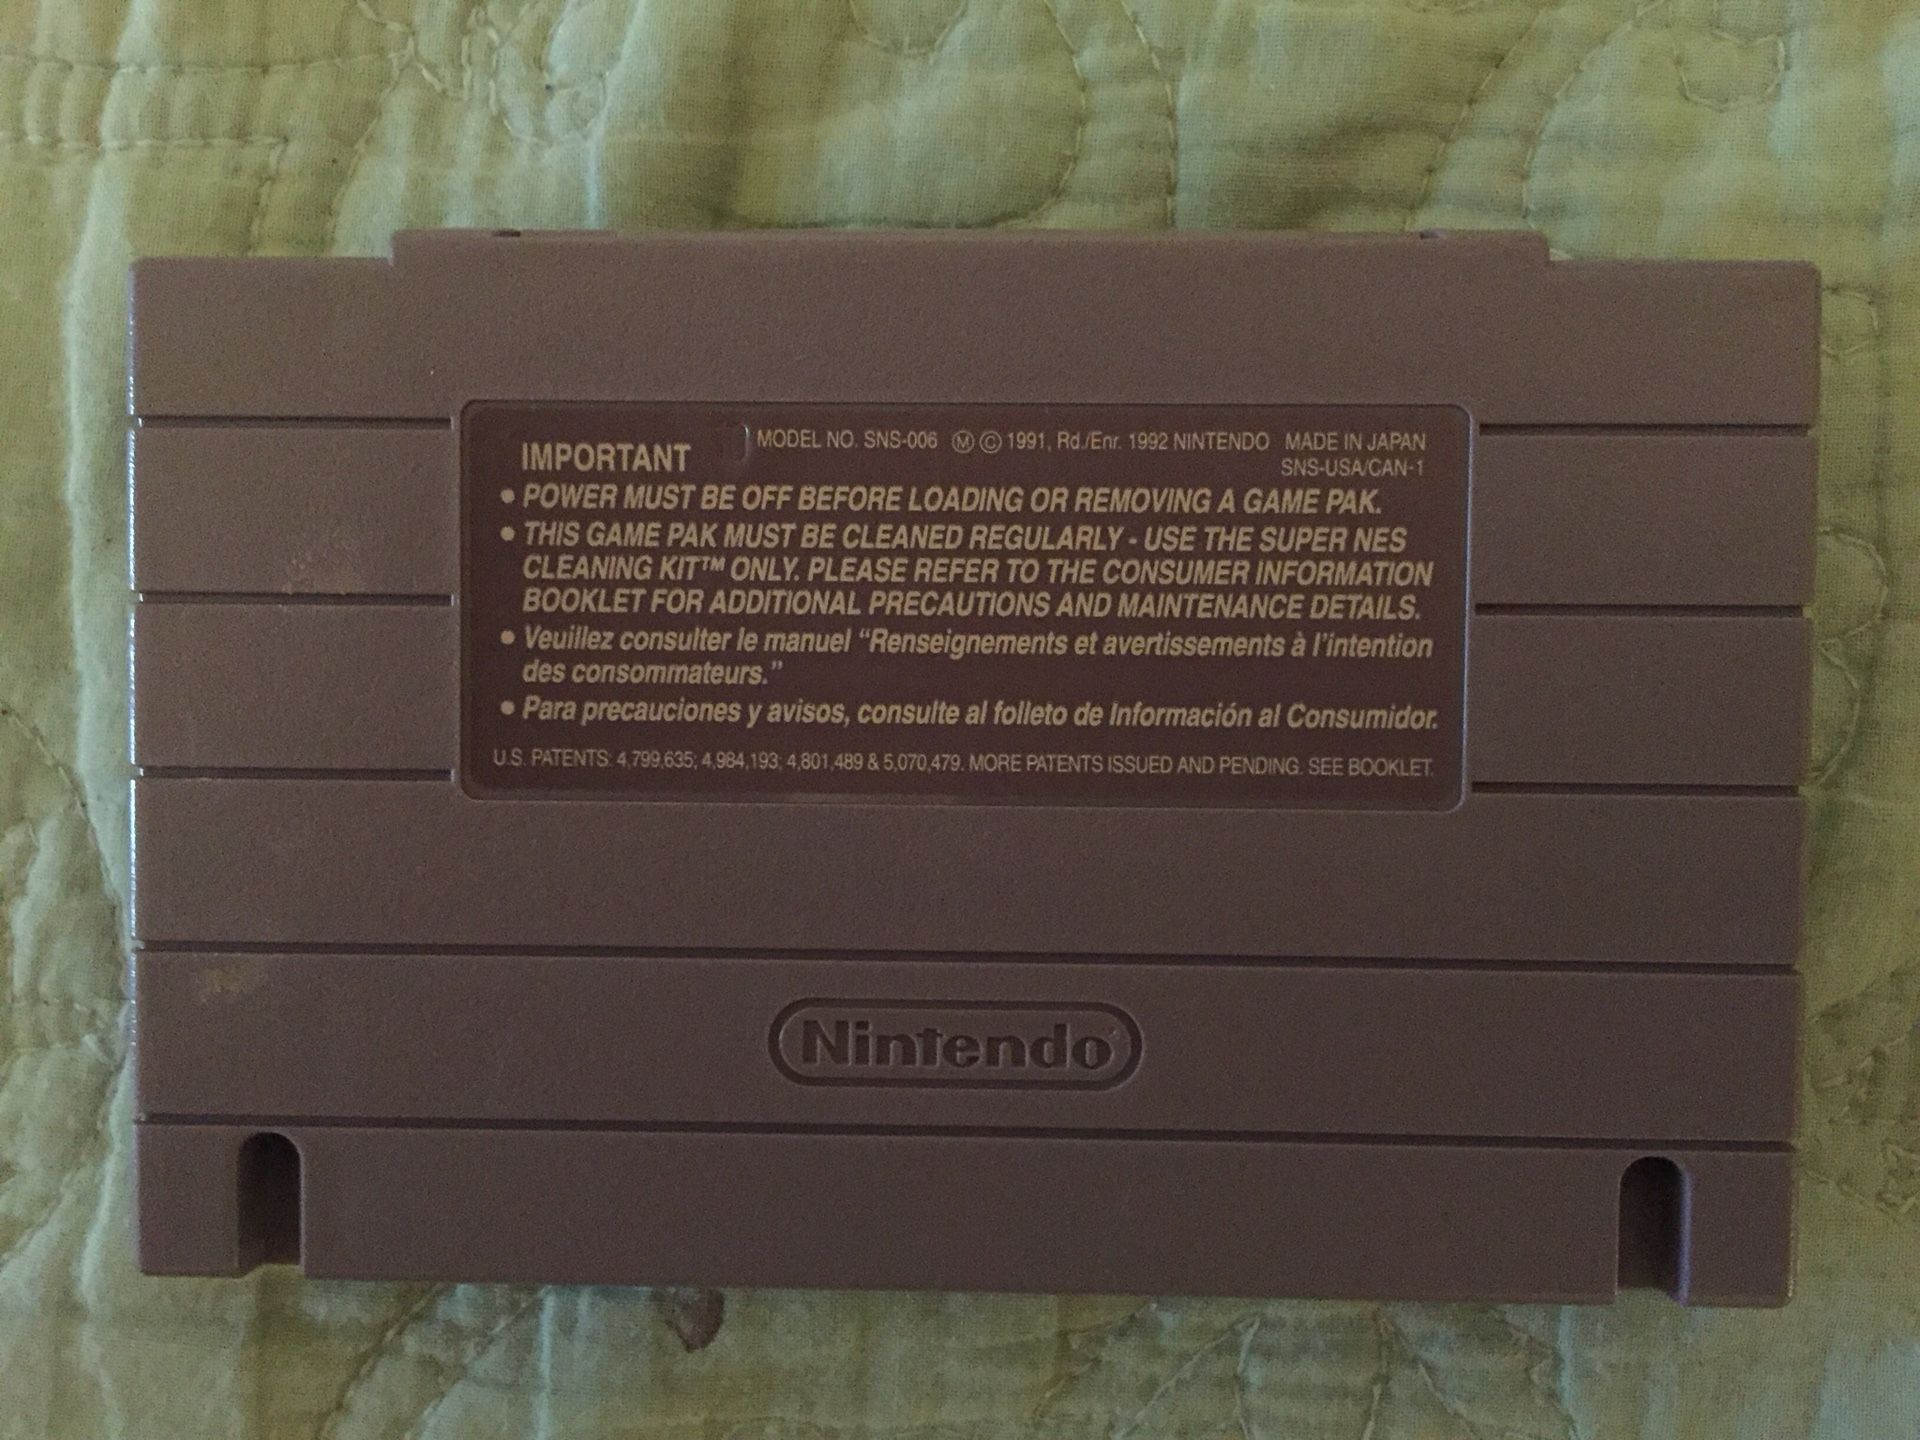 IMPORTANT MODEL NO. SNS-006 Ⓜ © 1991, Rd./Enr. 1992 NINTENDO MADE IN JAPAN
SNS-USA/CAN-1
• POWER MUST BE OFF BEFORE LOADING OR REMOVING A GAME PAK.
• THIS GAME PAK MUST BE CLEANED REGULARLY - USE THE SUPER NES
CLEANING KIT™ ONLY. PLEASE REFER TO THE CONSUMER INFORMATION
BOOKLET FOR ADDITIONAL PRECAUTIONS AND MAINTENANCE DETAILS.
• Veuillez consulter le manuel “Renseignements et avertissements à l’intention
des consommateurs.”
• Para precauciones y avisos, consulte al folleto de Información al Consumidor.
U.S. PATENTS: 4,799,635; 4,984,193; 4,801,489 & 5,070,479. MORE PATENTS ISSUED AND PENDING. SEE BOOKLET.
Nintendo